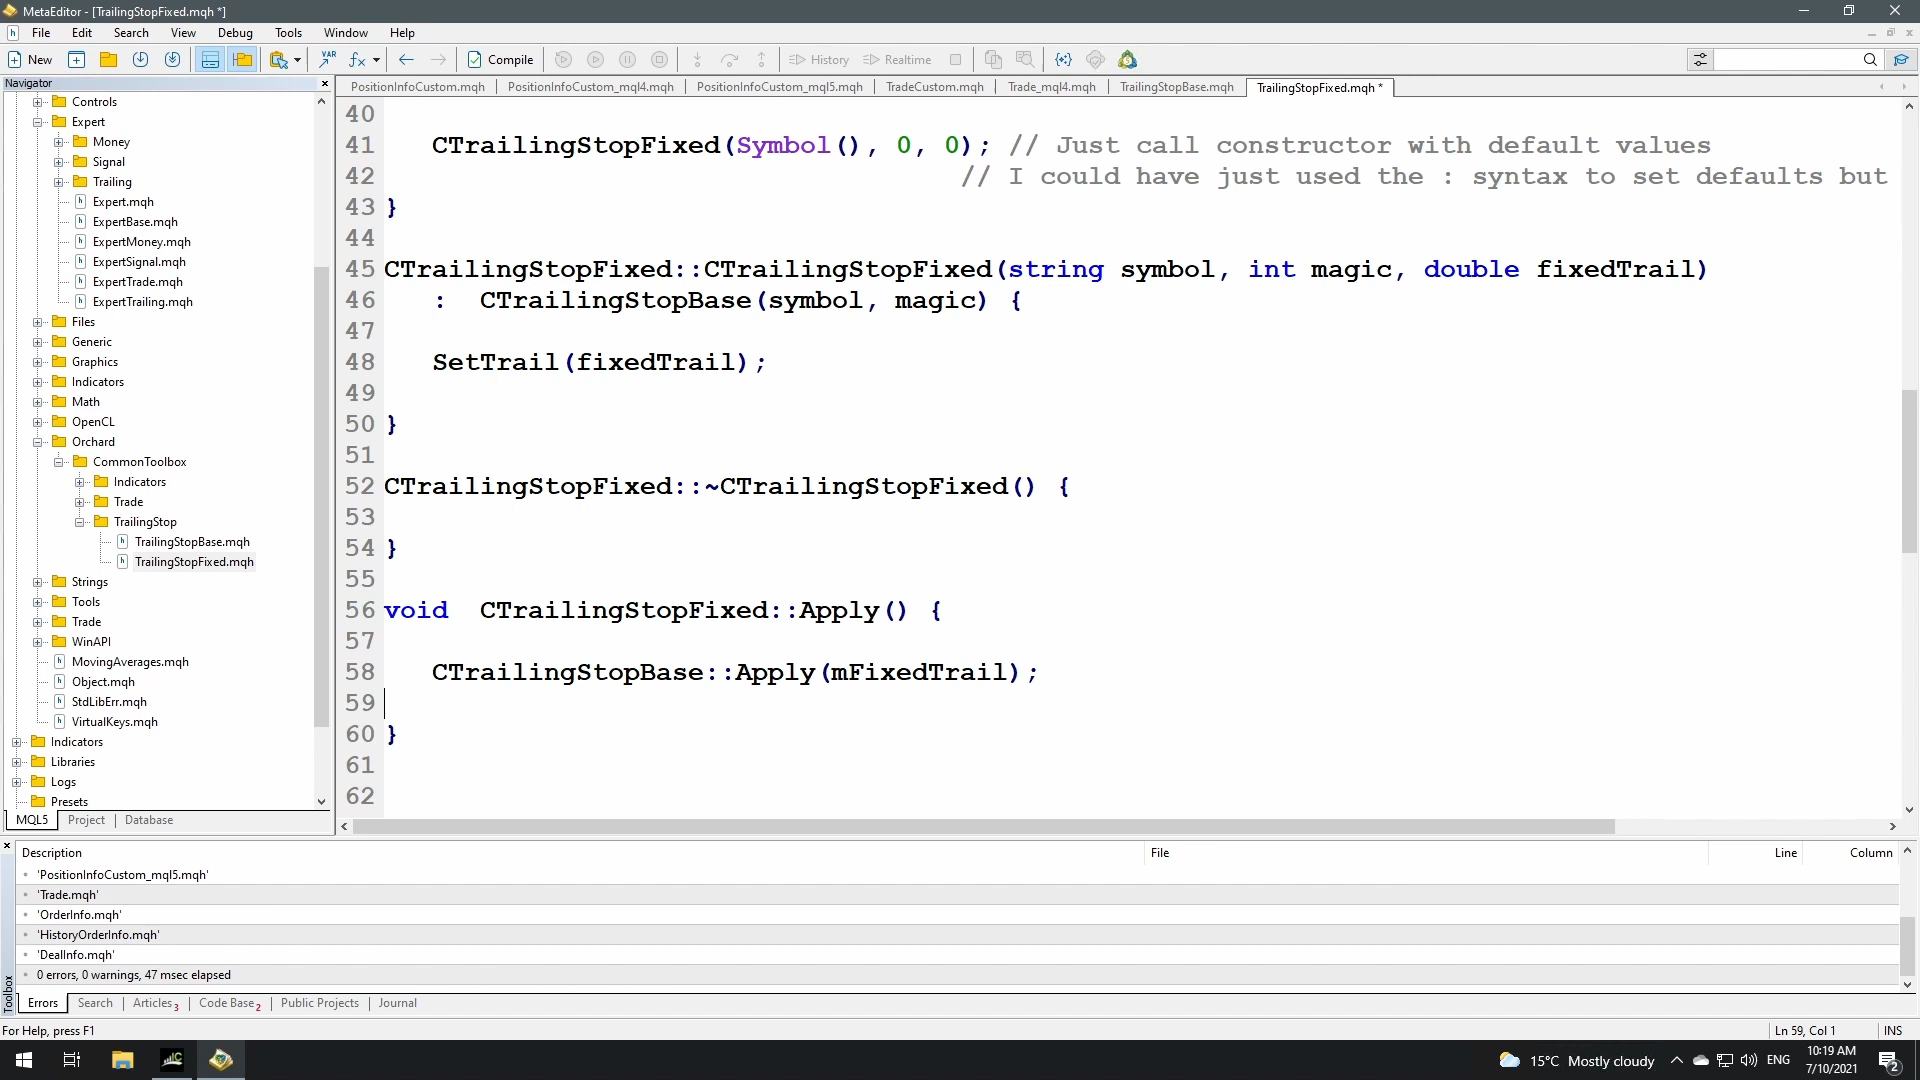 MetaEditor - [TrailingStopFixed.mqh *]
File Edit Search View Debug Tools Window Help
New Compile History Realtime
VAR
Navigator
Controls
Expert
Money
Signal
Trailing
Expert.mqh
ExpertBase.mqh
ExpertMoney.mqh
ExpertSignal.mqh
ExpertTrade.mqh
ExpertTrailing.mqh
Files
Generic
Graphics
Indicators
Math
OpenCL
Orchard
CommonToolbox
Indicators
Trade
TrailingStop
TrailingStopBase.mqh
TrailingStopFixed.mqh
Strings
Tools
Trade
WinAPI
MovingAverages.mqh
Object.mqh
StdLibErr.mqh
VirtualKeys.mqh
Indicators
Libraries
Logs
Presets
MQL5 Project Database
PositionInfoCustom.mqh PositionInfoCustom_mql4.mqh PositionInfoCustom_mql5.mqh TradeCustom.mqh Trade_mql4.mqh TrailingStopBase.mqh TrailingStopFixed.mqh *
40
41 CTrailingStopFixed(Symbol(), 0, 0); // Just call constructor with default values
42 // I could have just used the : syntax to set defaults but
43 }
44
45 CTrailingStopFixed::CTrailingStopFixed(string symbol, int magic, double fixedTrail)
46 : CTrailingStopBase(symbol, magic) {
47
48 SetTrail(fixedTrail);
49
50 }
51
52 CTrailingStopFixed::~CTrailingStopFixed() {
53
54 }
55
56 void CTrailingStopFixed::Apply() {
57
58 CTrailingStopBase::Apply(mFixedTrail);
59
60 }
61
62
Description File Line Column
'PositionInfoCustom_mql5.mqh'
'Trade.mqh'
'OrderInfo.mqh'
'HistoryOrderInfo.mqh'
'DealInfo.mqh'
0 errors, 0 warnings, 47 msec elapsed
Toolbox
Errors Search Articles 3 Code Base 2 Public Projects Journal
For Help, press F1 Ln 59, Col 1 INS
15°C Mostly cloudy ENG 10:19 AM
7/10/2021
2